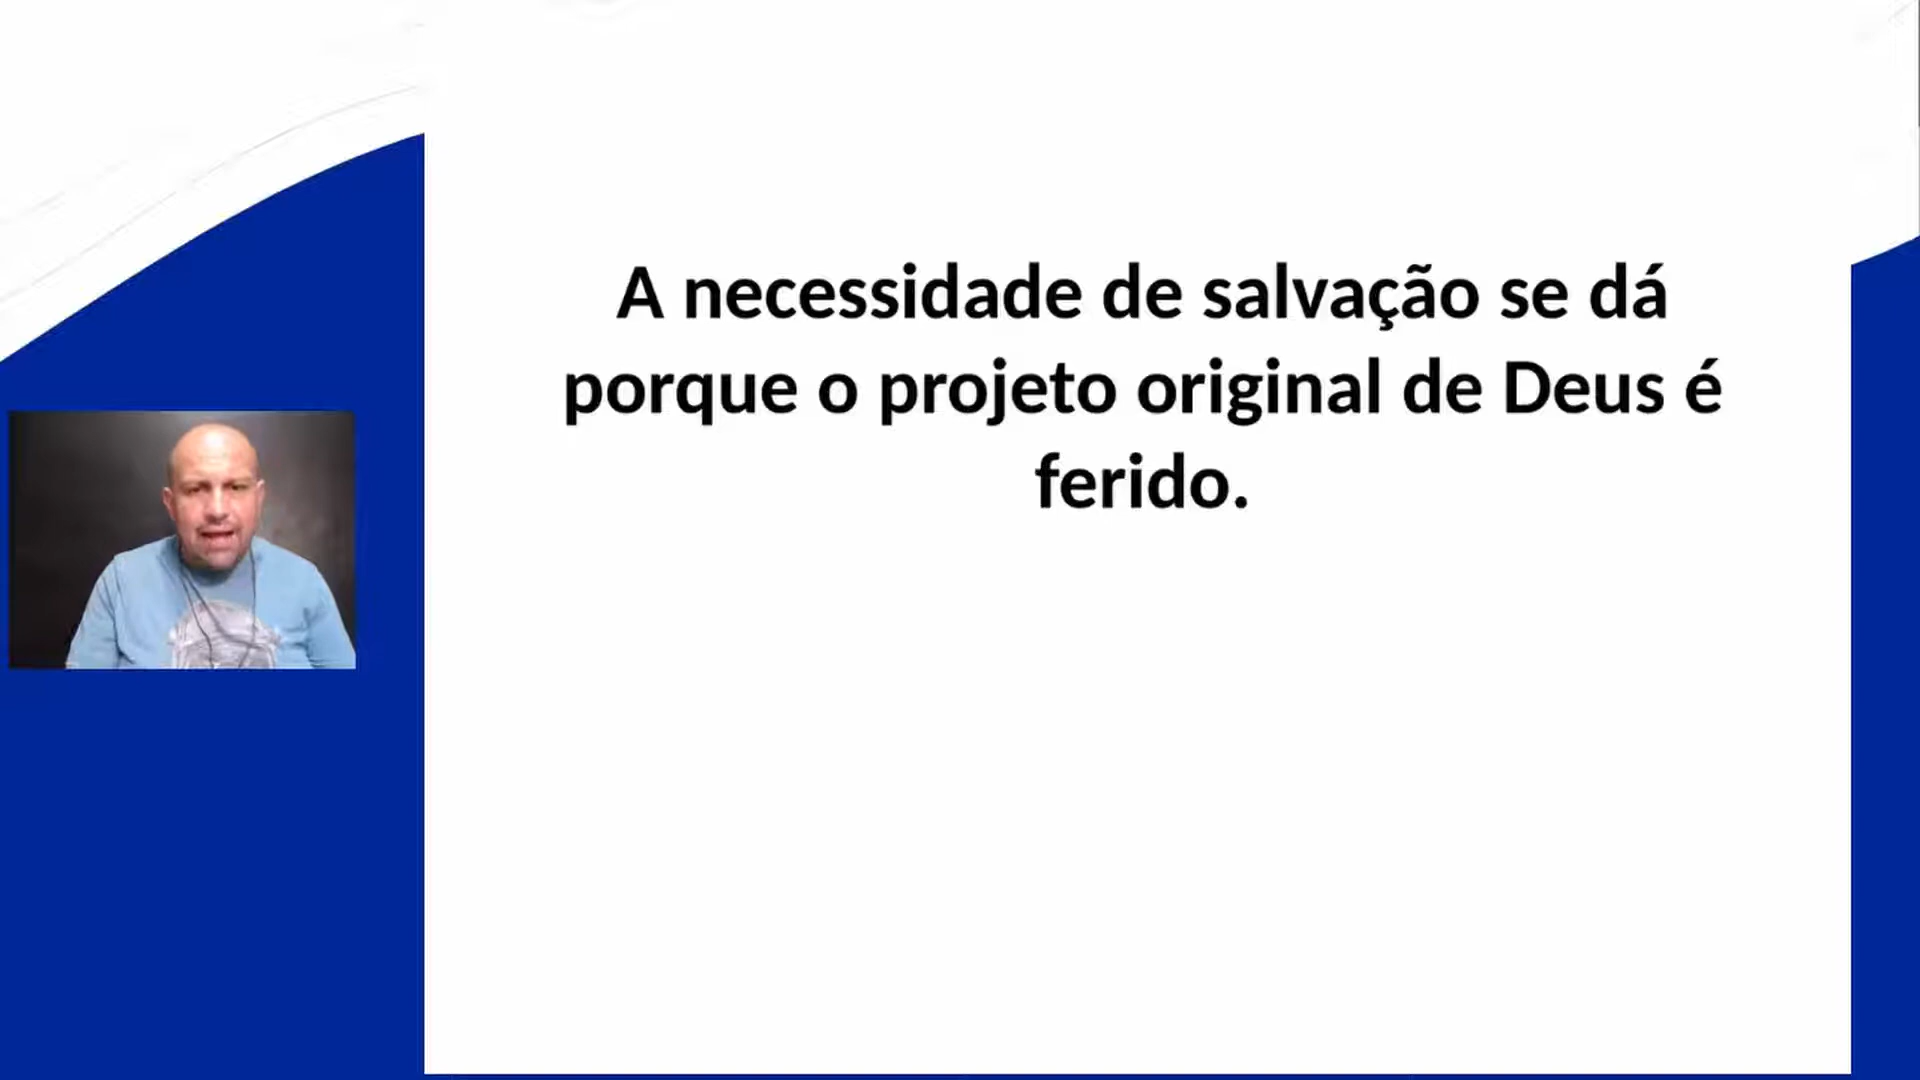 A necessidade de salvação se dá
porque o projeto original de Deus é
ferido.